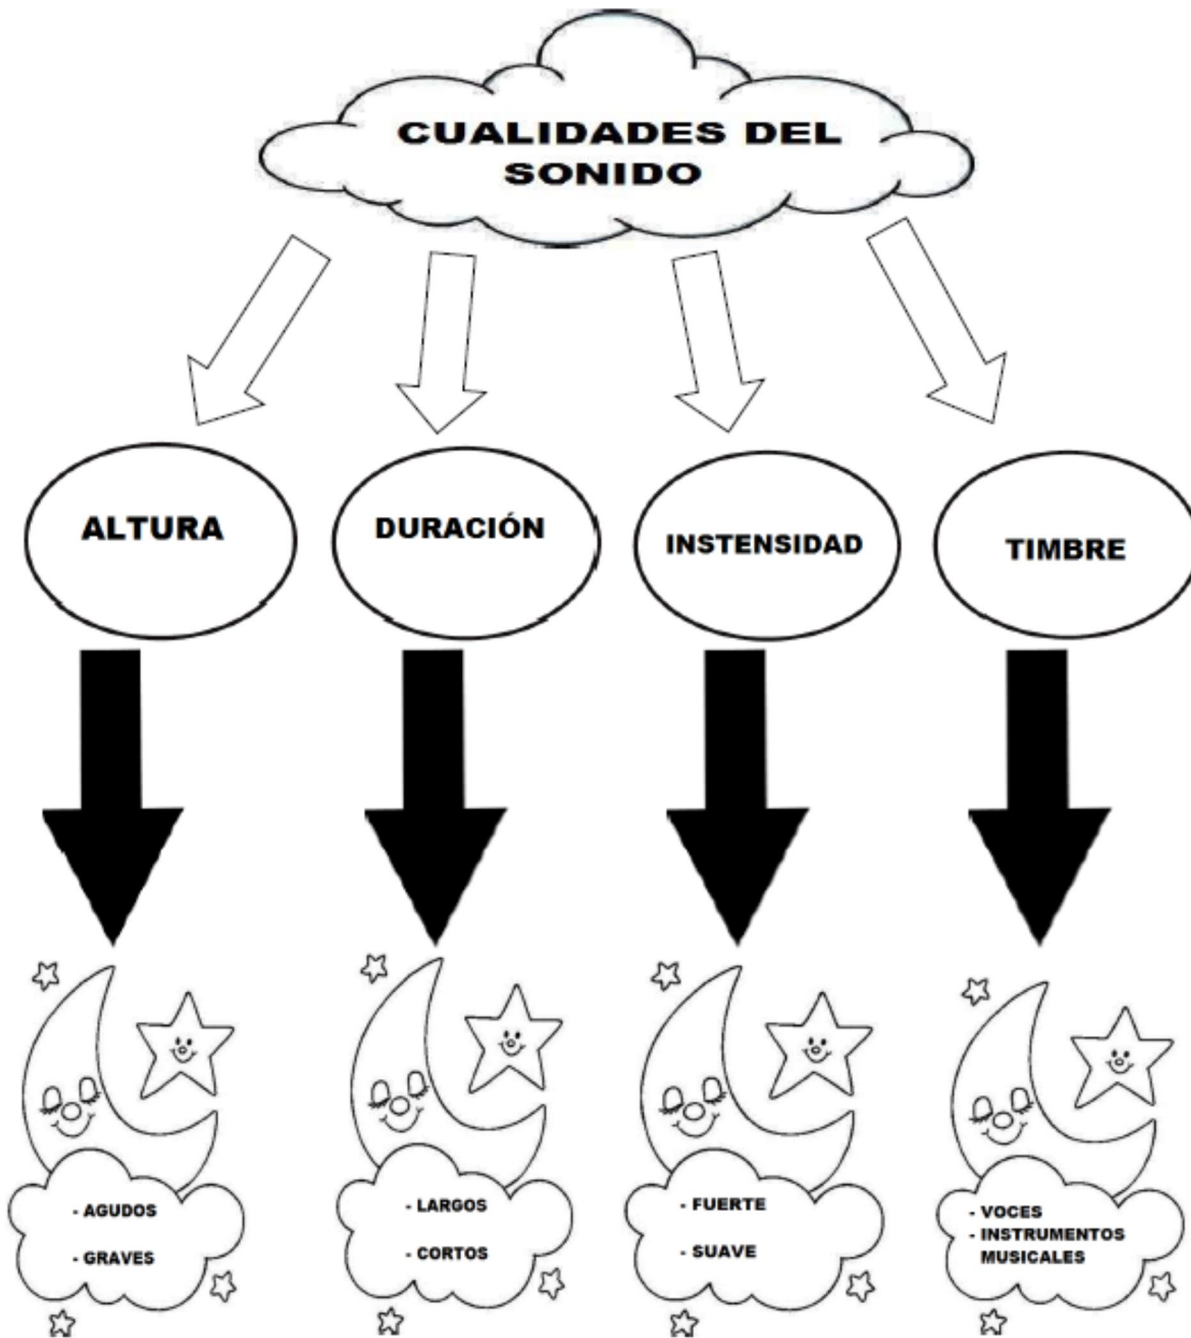 CUALIDADES DEL
SONIDO
ALTURA
DURACIÓN
INSTENSIDAD
TIMBRE
- AGUDOS
- GRAVES
- LARGOS
- CORTOS
- FUERTE
- SUAVE
- VOCES
- INSTRUMENTOS
MUSICALES